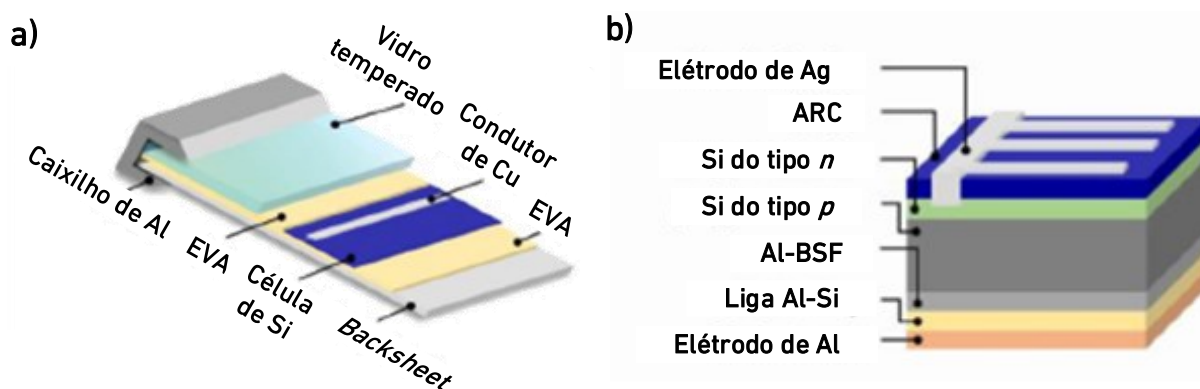 a)
Vidro
temperado
Condutor
de Cu
EVA
Caixilho de Al
EVA
Célula
de Si
Backsheet
b)
Elétrodo de Ag
ARC
Si do tipo n
Si do tipo p
Al-BSF
Liga Al-Si
Elétrodo de Al